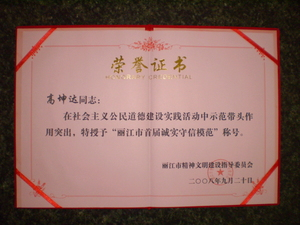 荣誉证书
高坤达同志：
在社会主义公民道德建设实践活动中示范带头作
用突出，特授予“丽江市首届诚实守信模范”称号。
丽江市精神文明建设指导委员会
二〇〇八年九月二十日